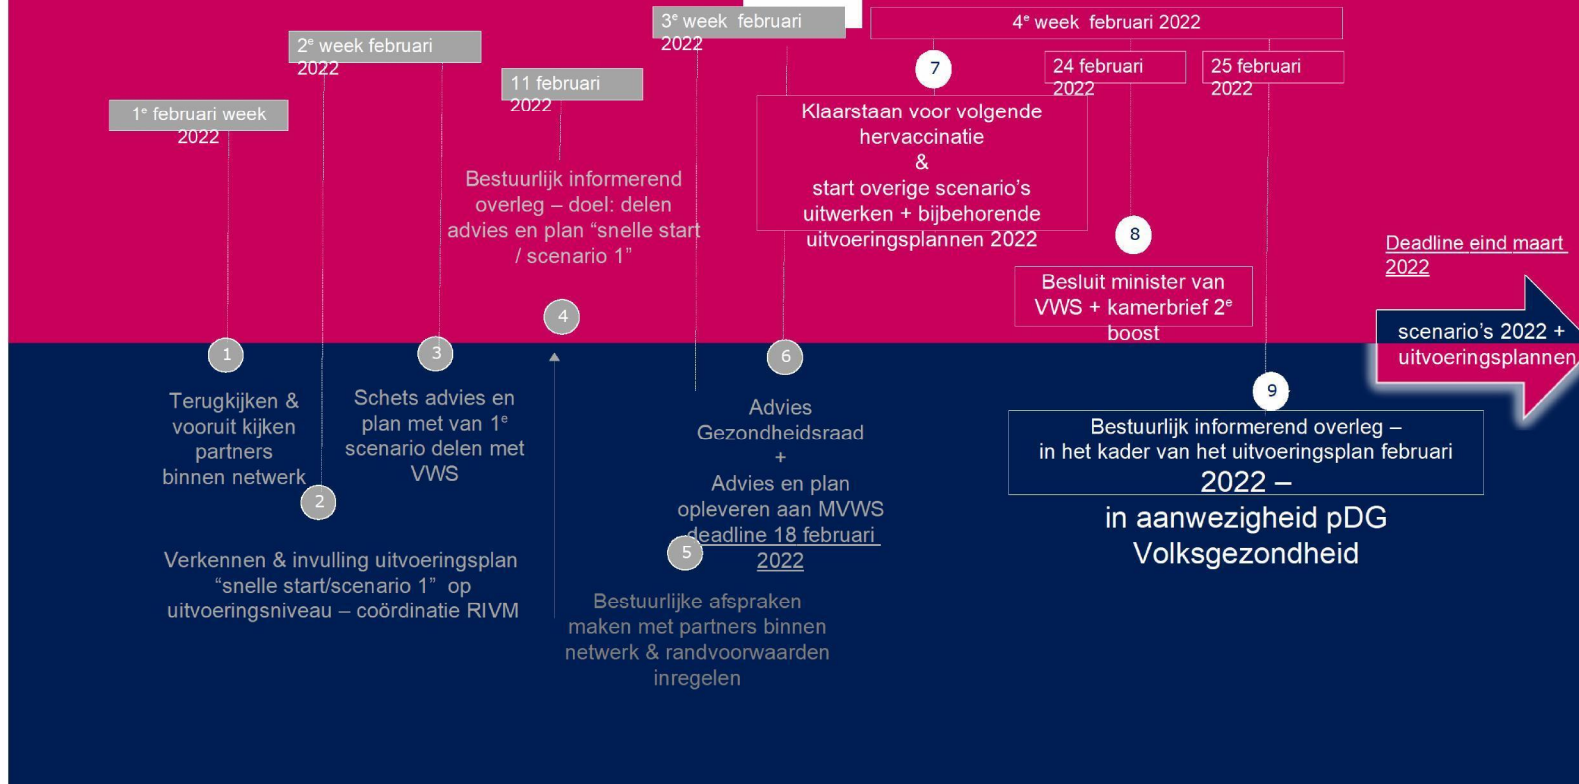 1e februari week
2022
2e week februari
2022
11 februari
2022
3e week februari
2022
4e week februari 2022
24 februari
2022
25 februari
2022
1
Terugkijken &
vooruit kijken
partners
binnen netwerk
2
Verkennen & invulling uitvoeringsplan
“snelle start/scenario 1” op
uitvoeringsniveau – coördinatie RIVM
3
Schets advies en
plan met van 1e
scenario delen met
VWS
Bestuurlijk informerend
overleg – doel: delen
advies en plan “snelle start
/ scenario 1”
4
5
Bestuurlijke afspraken
maken met partners binnen
netwerk & randvoorwaarden
inregelen
6
Advies
Gezondheidsraad
+
Advies en plan
opleveren aan MVWS
deadline 18 februari
2022
7
Klaarstaan voor volgende
hervaccinatie
&
start overige scenario’s
uitwerken + bijbehorende
uitvoeringsplannen 2022
8
Besluit minister van
VWS + kamerbrief 2e
boost
9
Bestuurlijk informerend overleg –
in het kader van het uitvoeringsplan februari
2022 –
in aanwezigheid pDG
Volksgezondheid
Deadline eind maart
2022
scenario’s 2022 +
uitvoeringsplannen